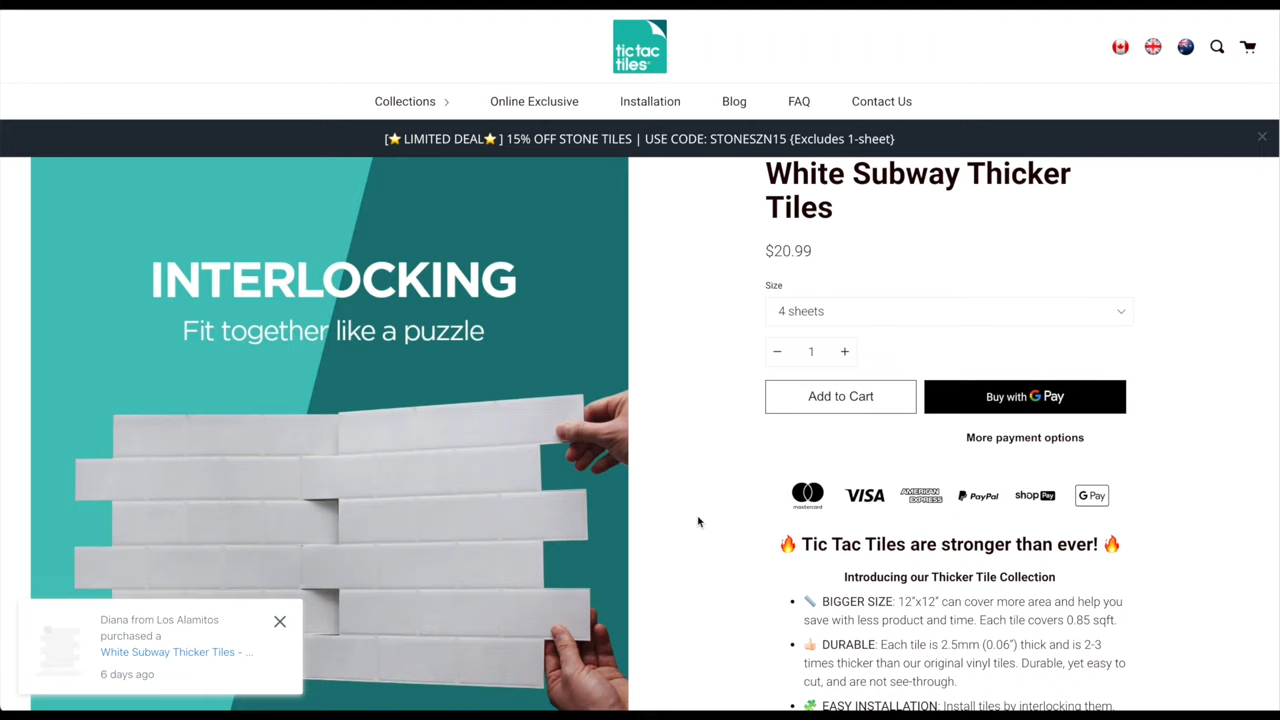 tic tac
tiles
Collections
Online Exclusive
Installation
Blog
FAQ
Contact Us
[⭐ LIMITED DEAL⭐ ] 15% OFF STONE TILES | USE CODE: STONESZN15 {Excludes 1-sheet}
INTERLOCKING
Fit together like a puzzle
Diana from Los Alamitos
purchased a
White Subway Thicker Tiles - ...
6 days ago
White Subway Thicker
Tiles
$20.99
Size
4 sheets
− 1 +
Add to Cart
Buy with G Pay
More payment options
mastercard
VISA
AMERICAN
EXPRESS
PayPal
shop Pay
G Pay
🔥 Tic Tac Tiles are stronger than ever! 🔥
Introducing our Thicker Tile Collection
• 📏 BIGGER SIZE: 12”x12” can cover more area and help you
save with less product and time. Each tile covers 0.85 sqft.
• 👍🏻 DURABLE: Each tile is 2.5mm (0.06”) thick and is 2-3
times thicker than our original vinyl tiles. Durable, yet easy to
cut, and are not see-through.
• 🧩 EASY INSTALLATION: Install tiles by interlocking them,